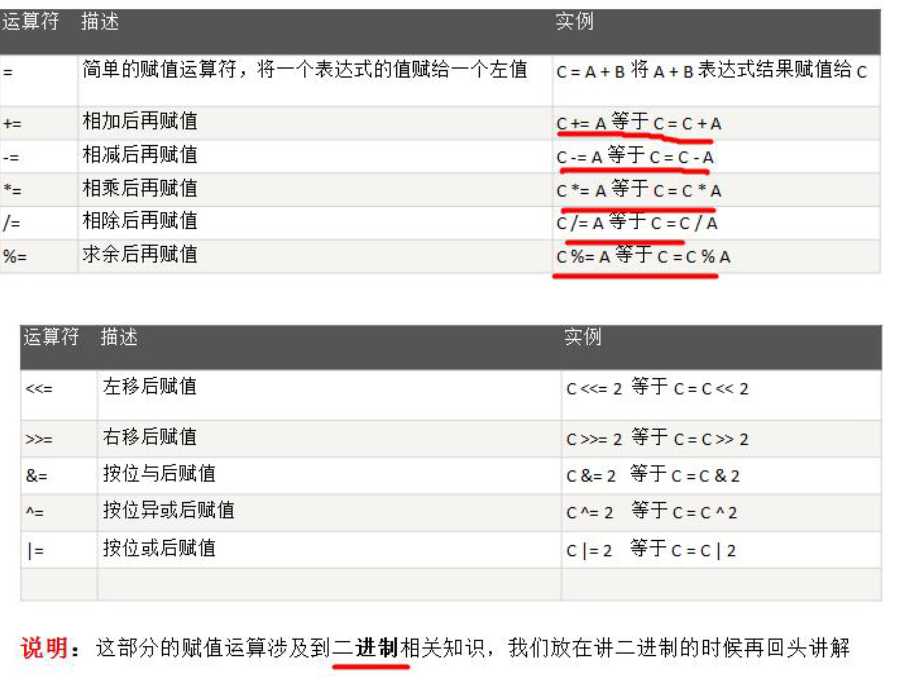 运算符 描述 实例
= 简单的赋值运算符，将一个表达式的值赋给一个左值 C = A + B 将 A + B 表达式结果赋值给 C
+= 相加后再赋值 C += A 等于 C = C + A
-= 相减后再赋值 C -= A 等于 C = C - A
*= 相乘后再赋值 C *= A 等于 C = C * A
/= 相除后再赋值 C /= A 等于 C = C / A
%= 求余后再赋值 C %= A 等于 C = C % A
运算符 描述 实例
<<= 左移后赋值 C <<= 2 等于 C = C << 2
>>= 右移后赋值 C >>= 2 等于 C = C >> 2
&= 按位与后赋值 C &= 2 等于 C = C & 2
^= 按位异或后赋值 C ^= 2 等于 C = C ^ 2
|= 按位或后赋值 C |= 2 等于 C = C | 2
说明：这部分的赋值运算涉及到二进制相关知识，我们放在讲二进制的时候再回头讲解